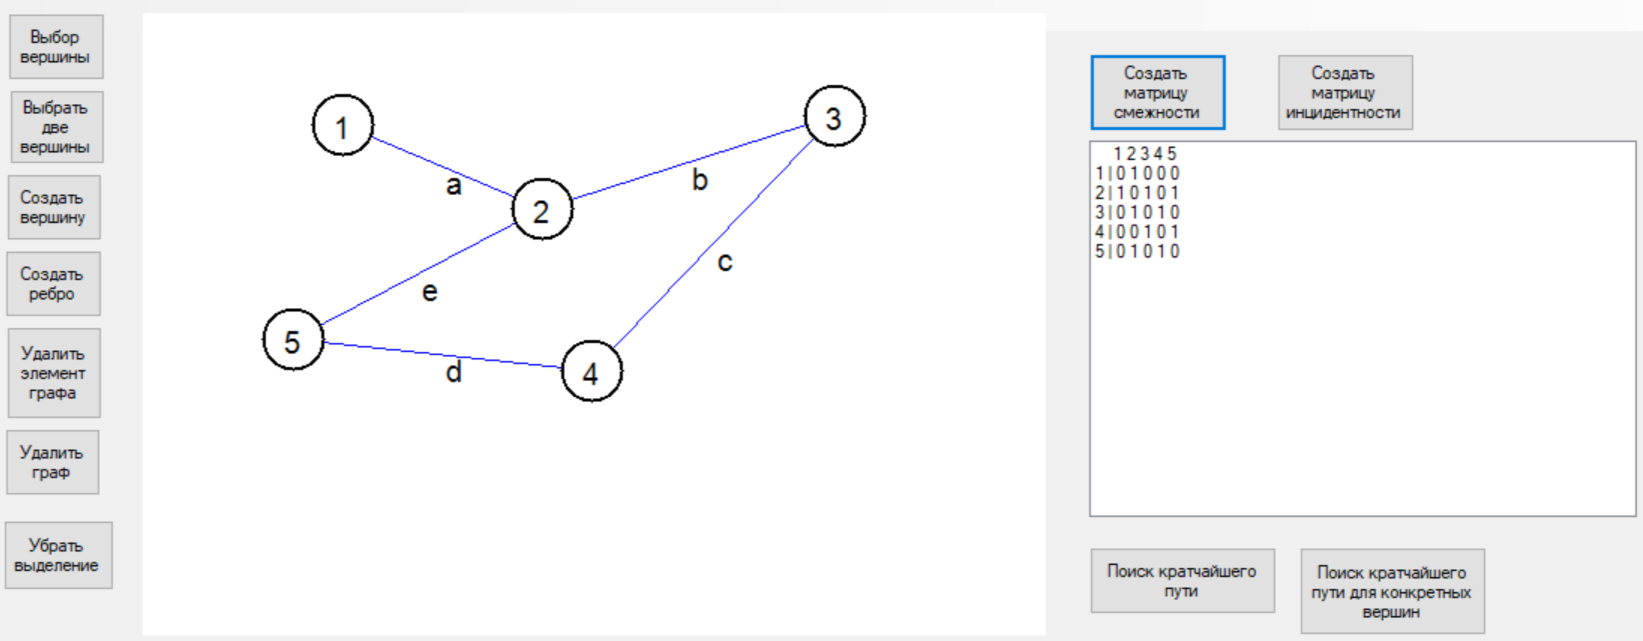 Выбор
вершины
Выбрать
две
вершины
Создать
вершину
Создать
ребро
Удалить
элемент
графа
Удалить
граф
Убрать
выделение
1
a
2
b
3
c
e
5
d
4
Создать
матрицу
смежности
Создать
матрицу
инцидентности
1 2 3 4 5
1|0 1 0 0 0
2|1 0 1 0 1
3|0 1 0 1 0
4|0 0 1 0 1
5|0 1 0 1 0
Поиск кратчайшего
пути
Поиск кратчайшего
пути для конкретных
вершин